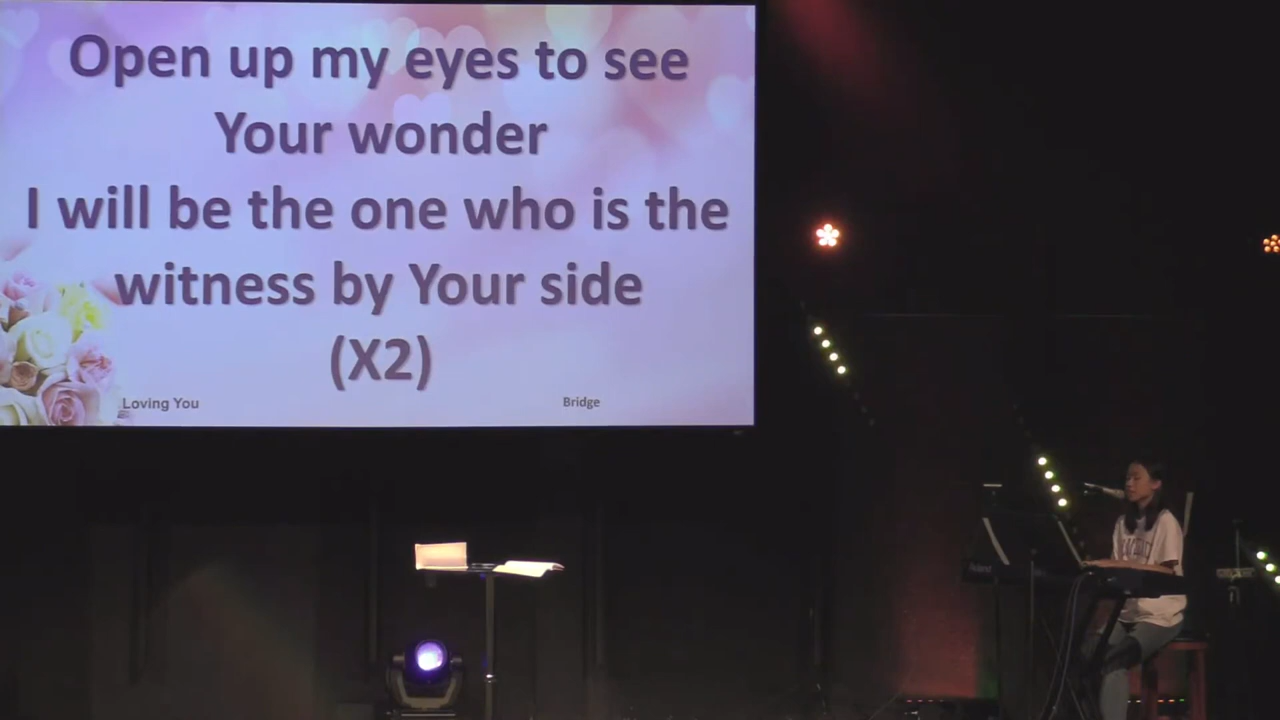 Open up my eyes to see
Your wonder
I will be the one who is the
witness by Your side
(X2)
Loving You
Bridge
Roland